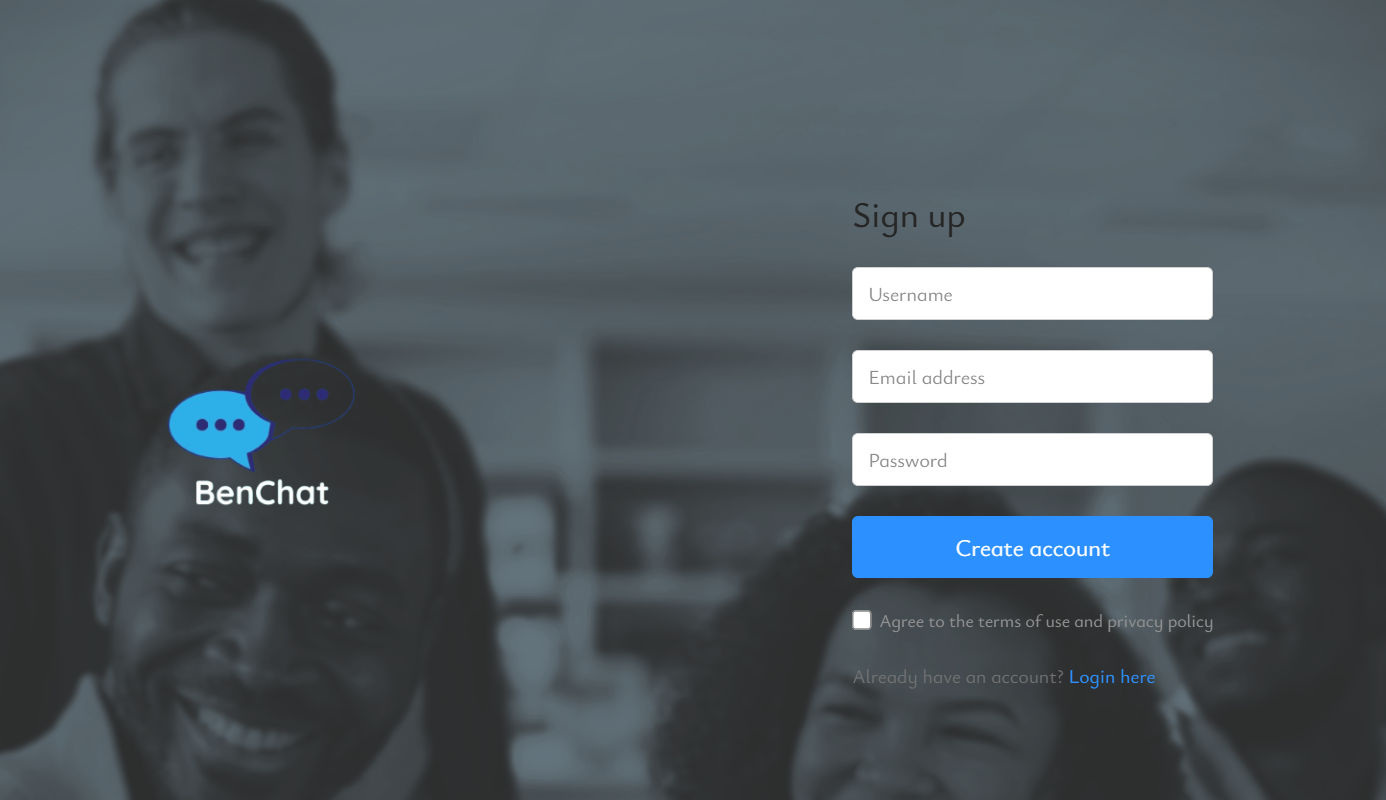 Sign up
Username
Email address
Password
BenChat
Create account
Agree to the terms of use and privacy policy
Already have an account? Login here